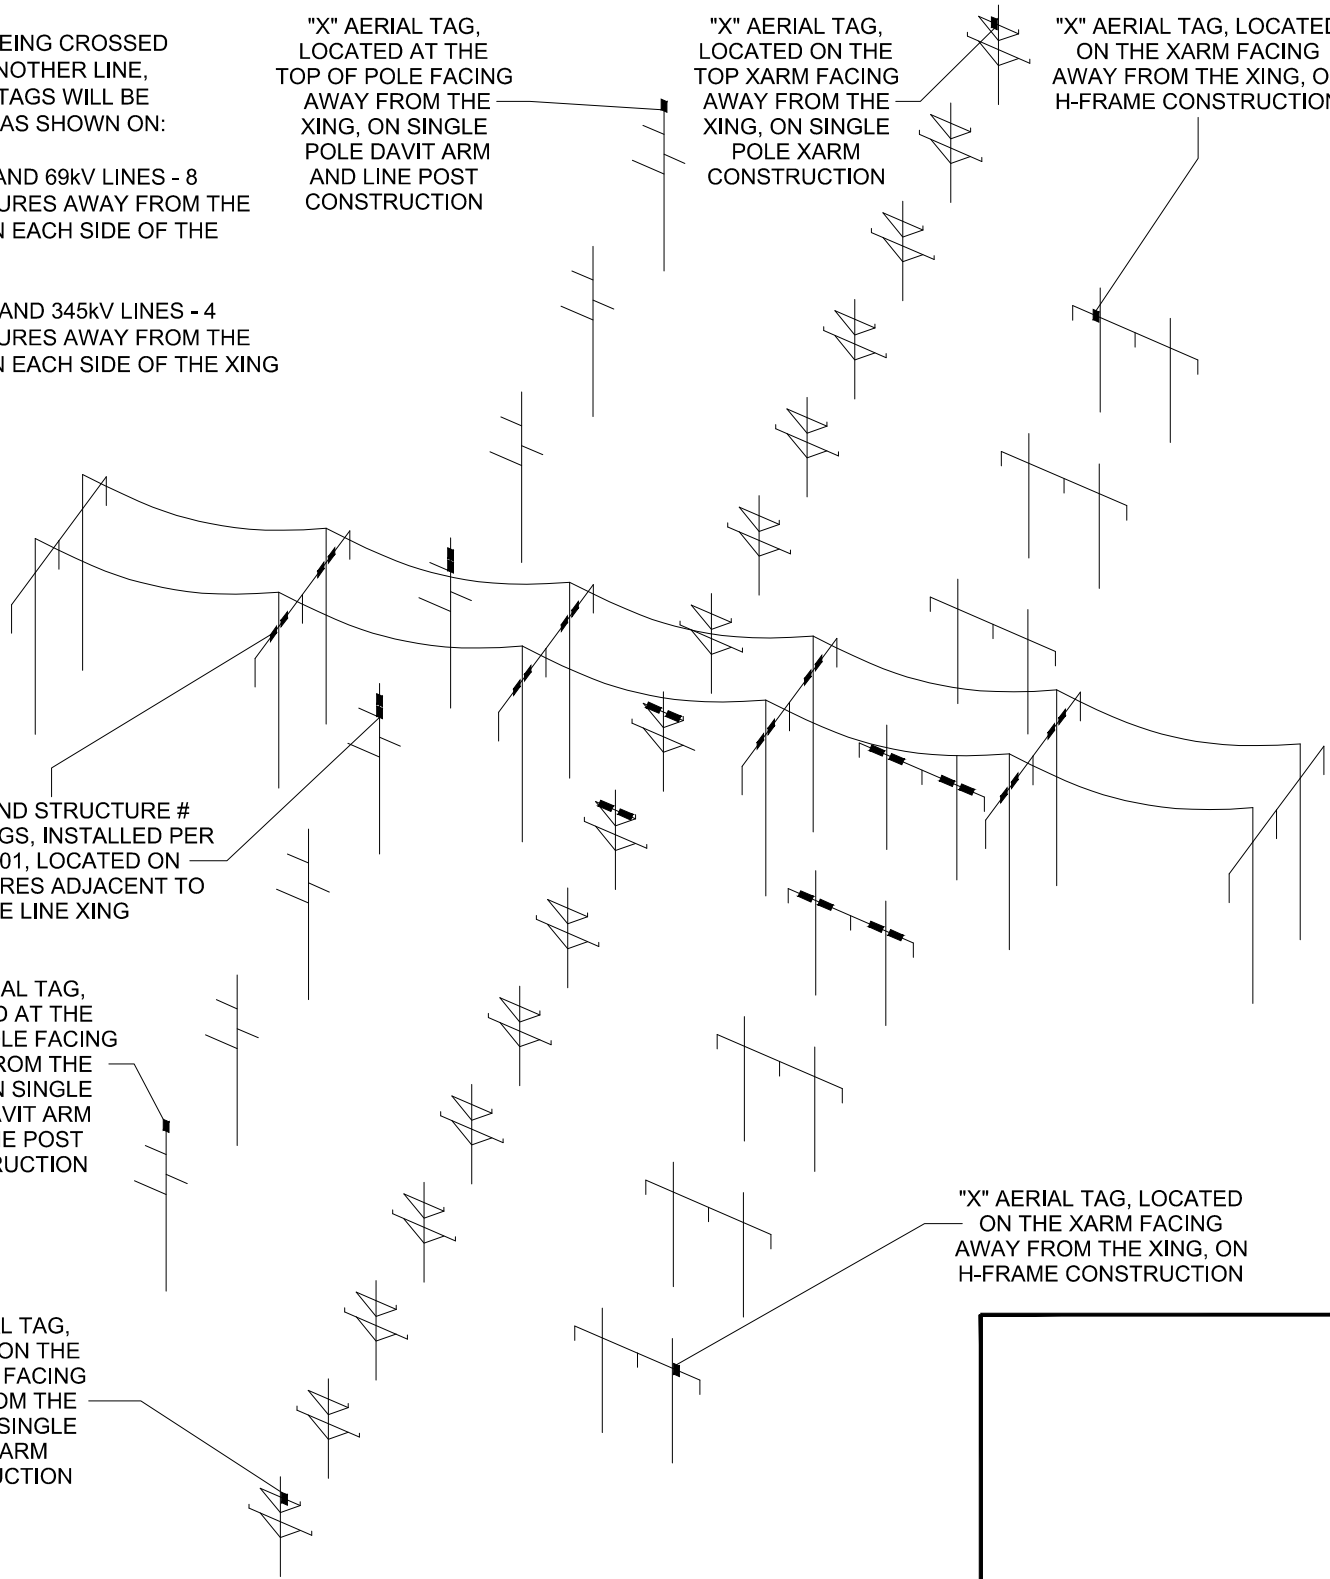 EING CROSSED
NOTHER LINE,
TAGS WILL BE
AS SHOWN ON:
AND 69kV LINES - 8
URES AWAY FROM THE
N EACH SIDE OF THE
AND 345kV LINES - 4
URES AWAY FROM THE
N EACH SIDE OF THE XING
"X" AERIAL TAG,
LOCATED AT THE
TOP OF POLE FACING
AWAY FROM THE
XING, ON SINGLE
POLE DAVIT ARM
AND LINE POST
CONSTRUCTION
"X" AERIAL TAG,
LOCATED ON THE
TOP XARM FACING
AWAY FROM THE
XING, ON SINGLE
POLE XARM
CONSTRUCTION
"X" AERIAL TAG, LOCATED
ON THE XARM FACING
AWAY FROM THE XING, O
H-FRAME CONSTRUCTION
ND STRUCTURE #
GS, INSTALLED PER
01, LOCATED ON
RES ADJACENT TO
E LINE XING
AL TAG,
D AT THE
LE FACING
FROM THE
N SINGLE
AVIT ARM
E POST
RUCTION
"X" AERIAL TAG, LOCATED
ON THE XARM FACING
AWAY FROM THE XING, ON
H-FRAME CONSTRUCTION
L TAG,
ON THE
FACING
OM THE
SINGLE
ARM
UCTION